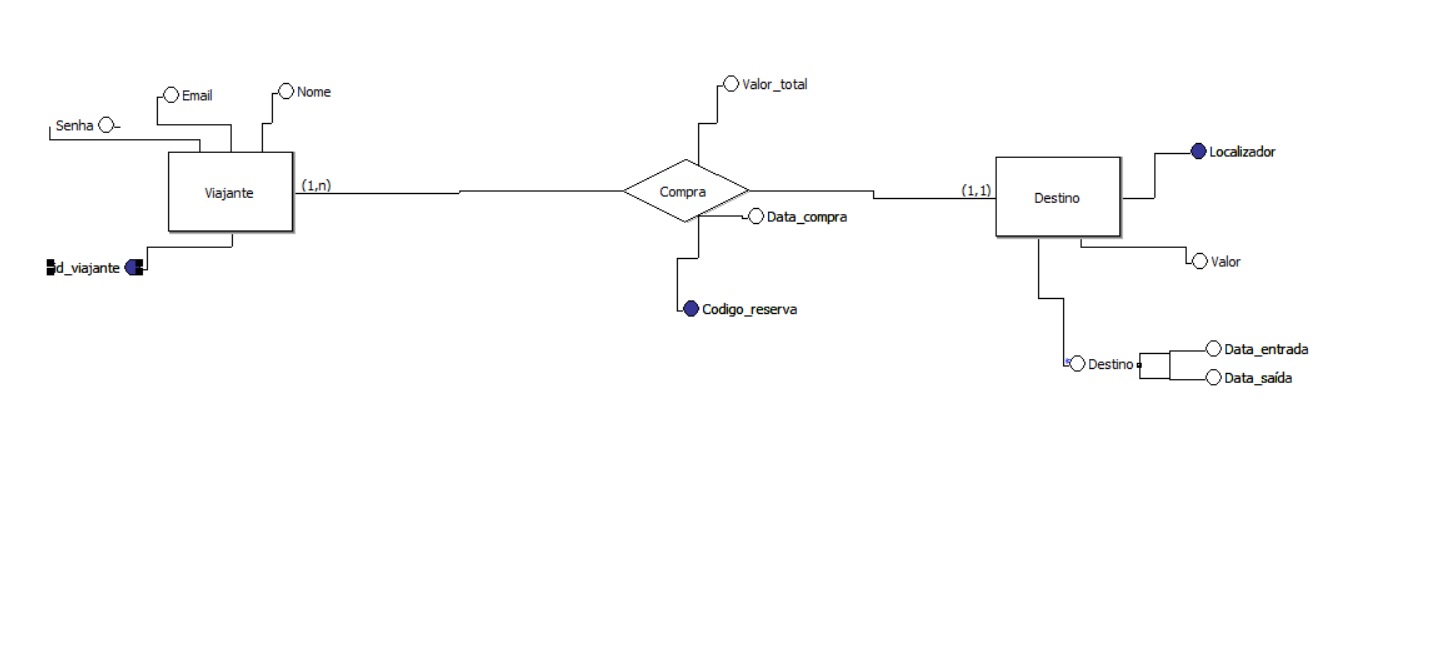 Valor_total
Nome
Email
Senha
Localizador
Viajante
(1,n)
Compra
(1,1)
Destino
Data_compra
Valor
id_viajante
Codigo_reserva
Data_entrada
Destino
Data_saída